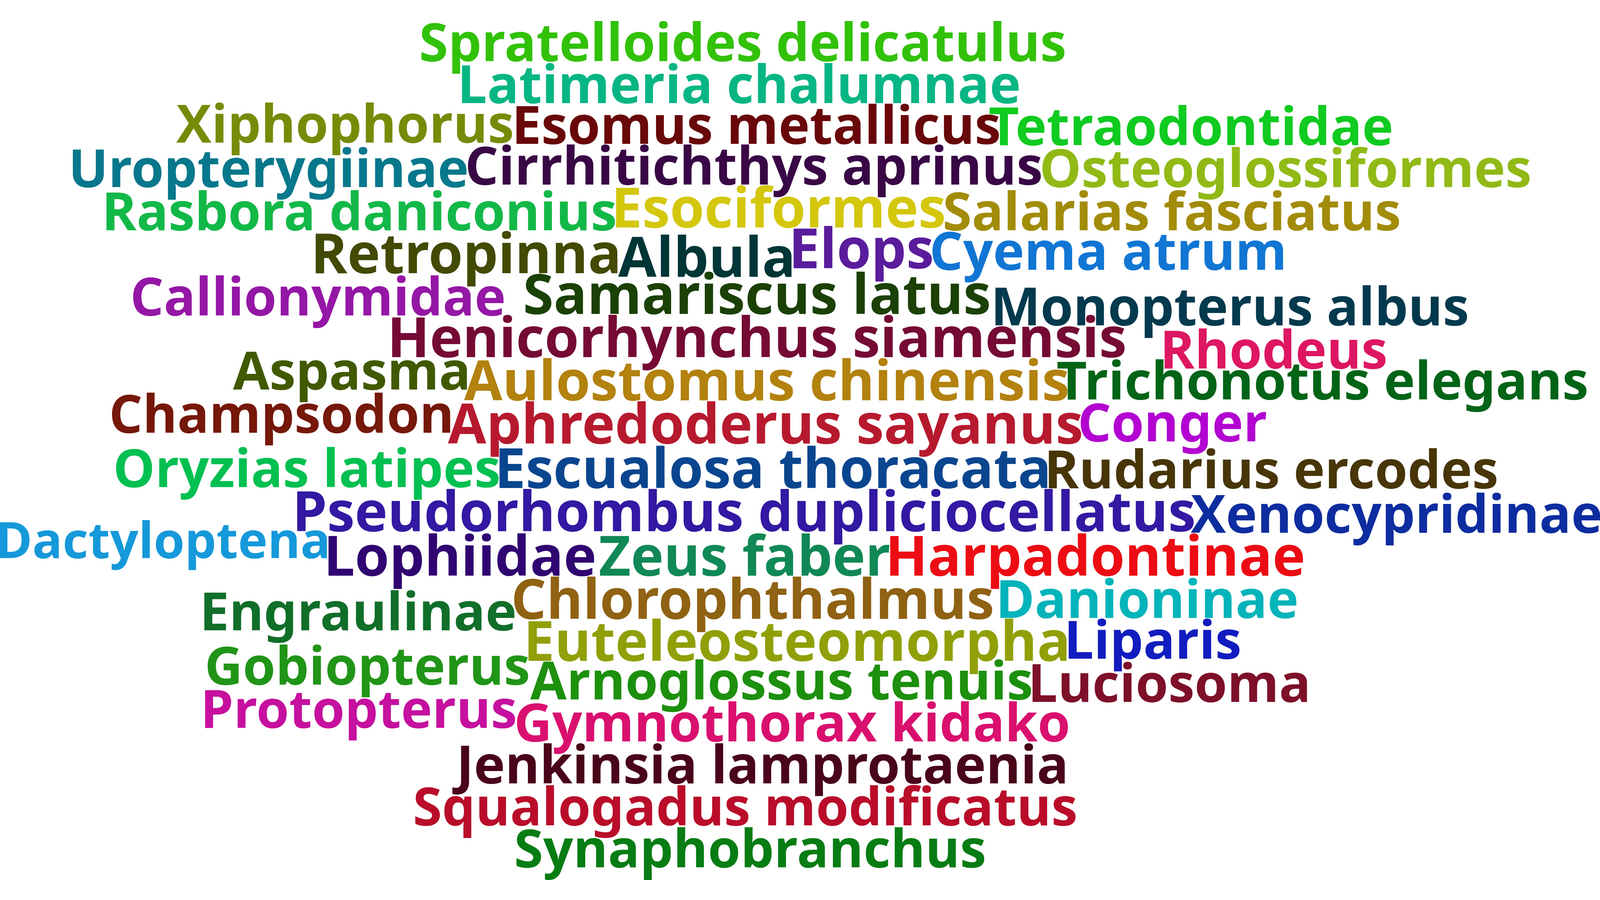 Spratelloides delicatulus
Latimeria chalumnae
Xiphophorus Esomus metallicus Tetraodontidae
Uropterygiinae Cirrhitichthys aprinus Osteoglossiformes
Rasbora daniconius Esociformes Salarias fasciatus
Retropinna Albula Elops Cyema atrum
Callionymidae Samariscus latus Monopterus albus
Henicorhynchus siamensis Rhodeus
Aspasma Aulostomus chinensis Trichonotus elegans
Champsodon Aphredoderus sayanus Conger
Oryzias latipes Escualosa thoracata Rudarius ercodes
Pseudorhombus dupliciocellatus Xenocypridinae
Dactyloptena Lophiidae Zeus faber Harpadontinae
Engraulinae Chlorophthalmus Danioninae
Euteleosteomorpha Liparis
Gobiopterus Arnoglossus tenuis Luciosoma
Protopterus Gymnothorax kidako
Jenkinsia lamprotaenia
Squalogadus modificatus
Synaphobranchus